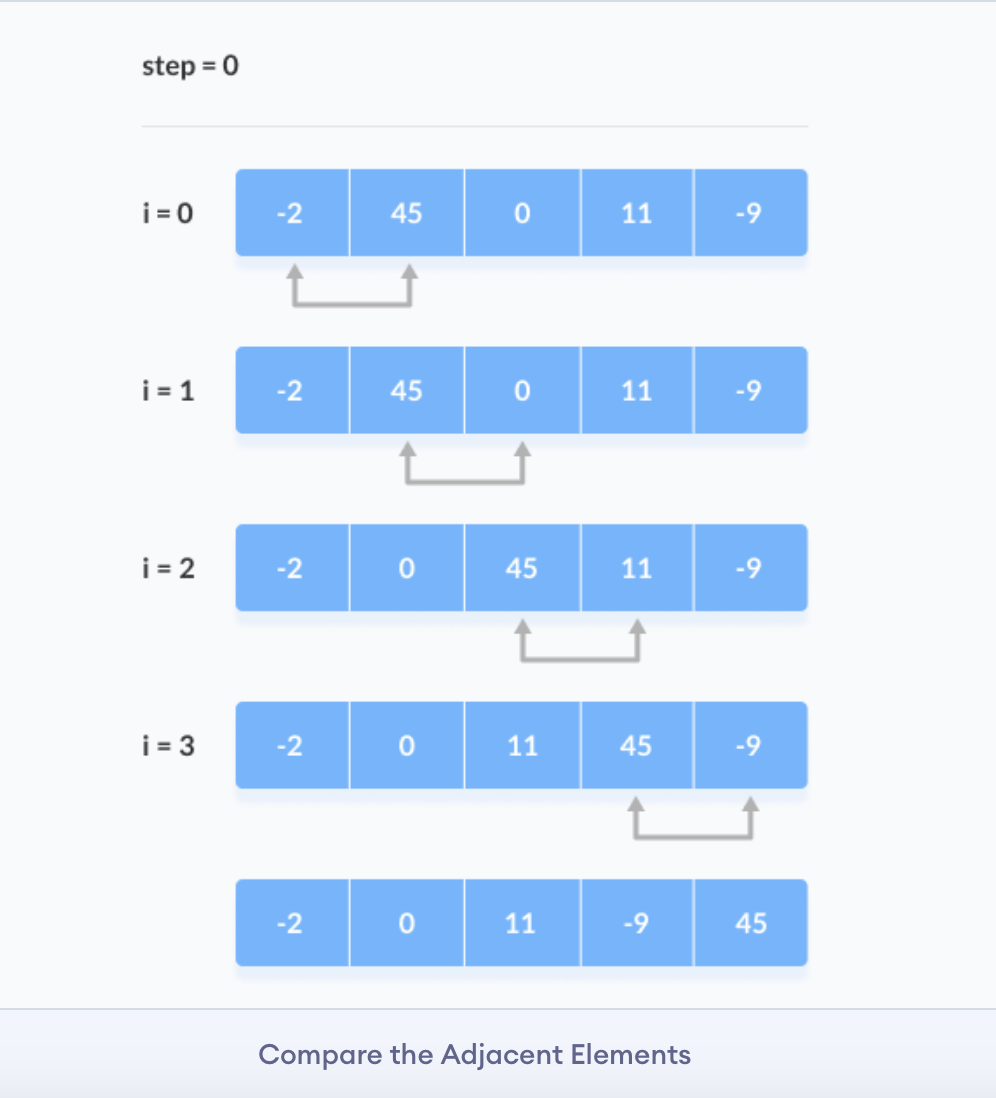 step = 0
i = 0 -2 45 0 11 -9
i = 1 -2 45 0 11 -9
i = 2 -2 0 45 11 -9
i = 3 -2 0 11 45 -9
-2 0 11 -9 45
Compare the Adjacent Elements